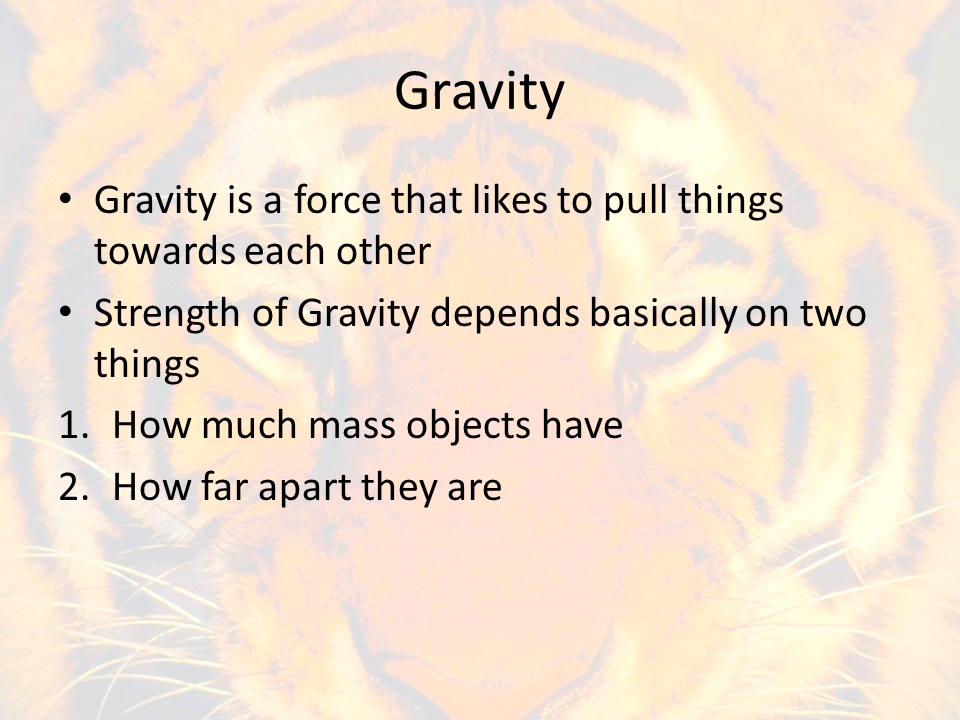 Gravity
• Gravity is a force that likes to pull things
towards each other
• Strength of Gravity depends basically on two
things
1. How much mass objects have
2. How far apart they are